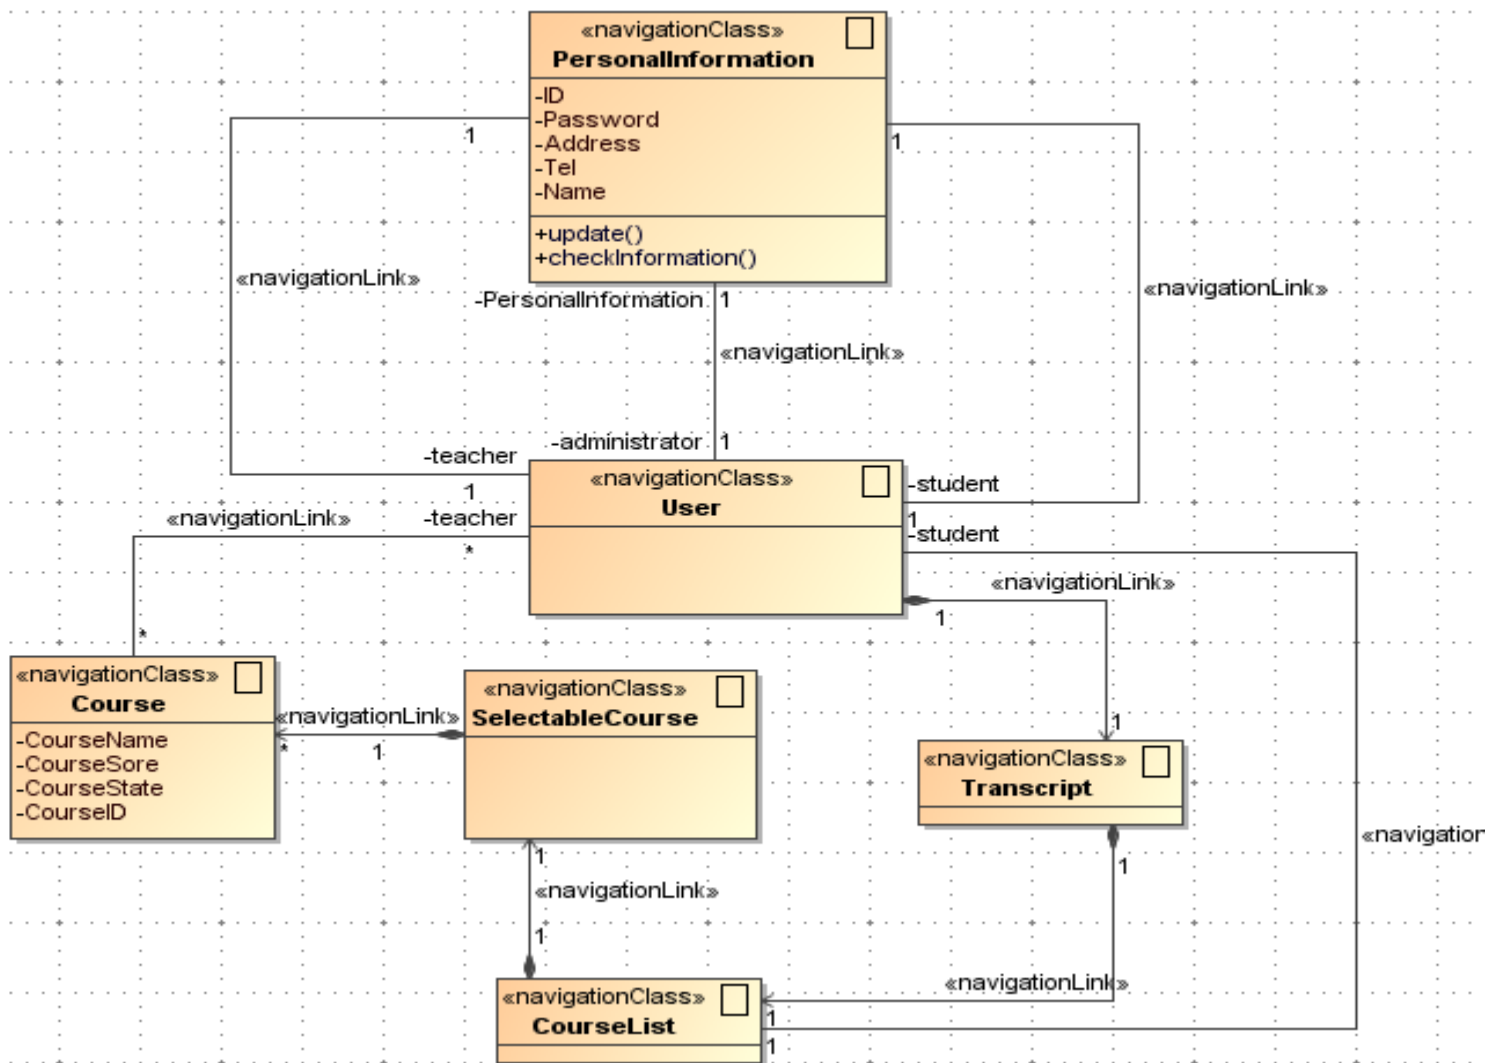 «navigationClass»
PersonalInformation
-ID
-Password
-Address
-Tel
-Name
+update()
+checkInformation()
1
1
«navigationLink»
«navigationLink»
-PersonalInformation
1
«navigationLink»
-administrator
1
-teacher
1
«navigationClass»
User
-student
1
-student
«navigationLink»
-teacher
*
*
«navigationLink»
1
1
«navigationClass»
Course
-CourseName
-CourseSore
-CourseState
-CourseID
«navigationLink»
*
1
«navigationClass»
SelectableCourse
«navigationClass»
Transcript
1
«navigation
1
«navigationLink»
1
«navigationLink»
«navigationClass»
CourseList
1
1